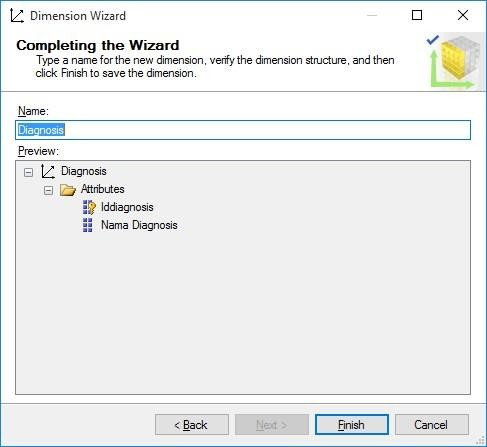 Dimension Wizard
Completing the Wizard
Type a name for the new dimension, verify the dimension structure, and then
click Finish to save the dimension.
Name:
Diagnosis
Preview:
Diagnosis
Attributes
Iddiagnosis
Nama Diagnosis
< Back
Next >
Finish
Cancel